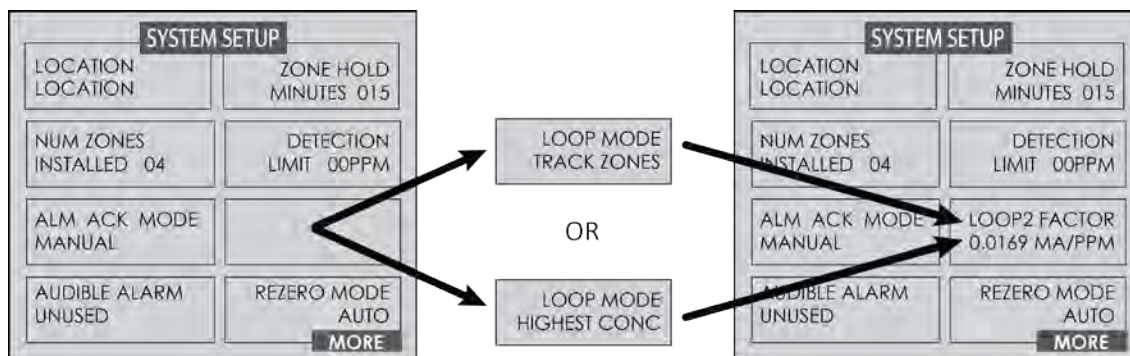 SYSTEM SETUP
LOCATION
LOCATION
ZONE HOLD
MINUTES 015
NUM ZONES
INSTALLED 04
DETECTION
LIMIT 00PPM
ALM ACK MODE
MANUAL
AUDIBLE ALARM
UNUSED
REZERO MODE
AUTO
MORE
LOOP MODE
TRACK ZONES
OR
LOOP MODE
HIGHEST CONC
SYSTEM SETUP
LOCATION
LOCATION
ZONE HOLD
MINUTES 015
NUM ZONES
INSTALLED 04
DETECTION
LIMIT 00PPM
ALM ACK MODE
MANUAL
LOOP2 FACTOR
0.0169 MA/PPM
AUDIBLE ALARM
UNUSED
REZERO MODE
AUTO
MORE